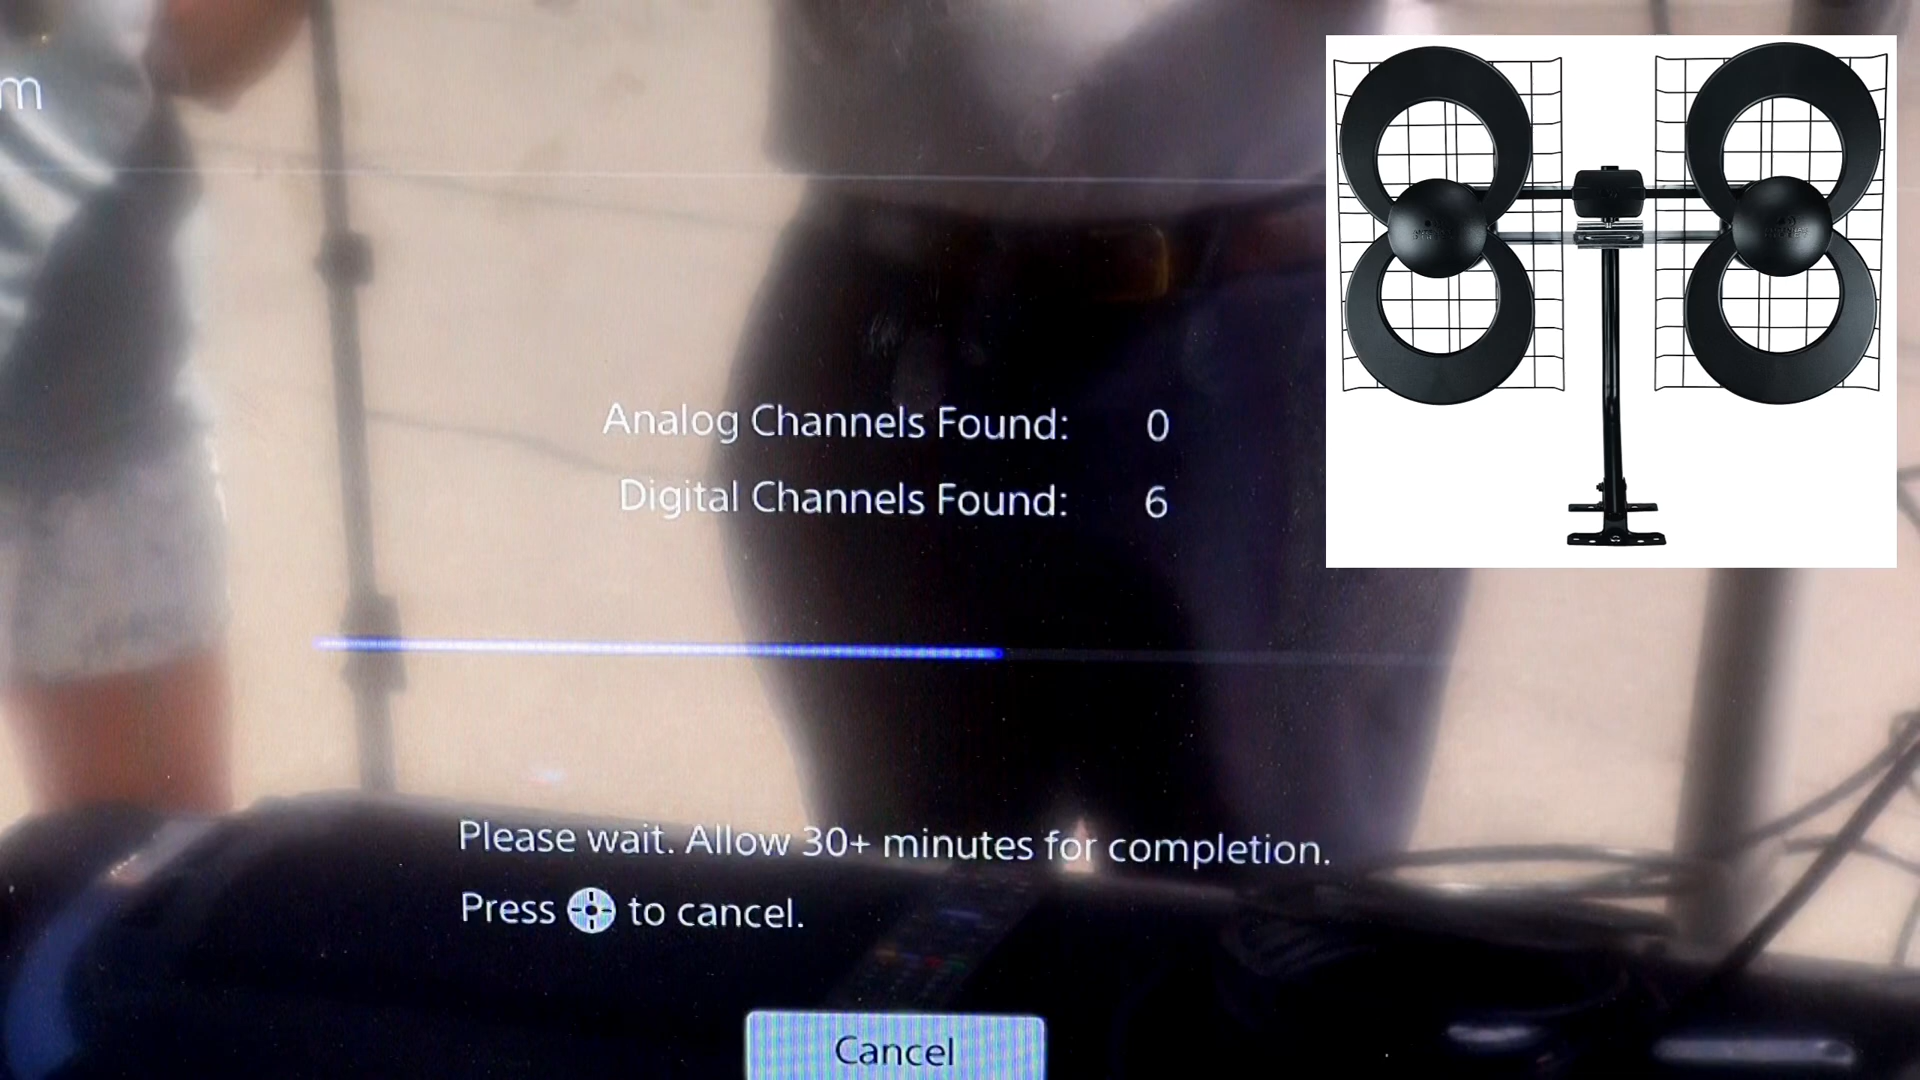 m
Analog Channels Found: 0
Digital Channels Found: 6
Please wait. Allow 30+ minutes for completion.
Press to cancel.
Cancel